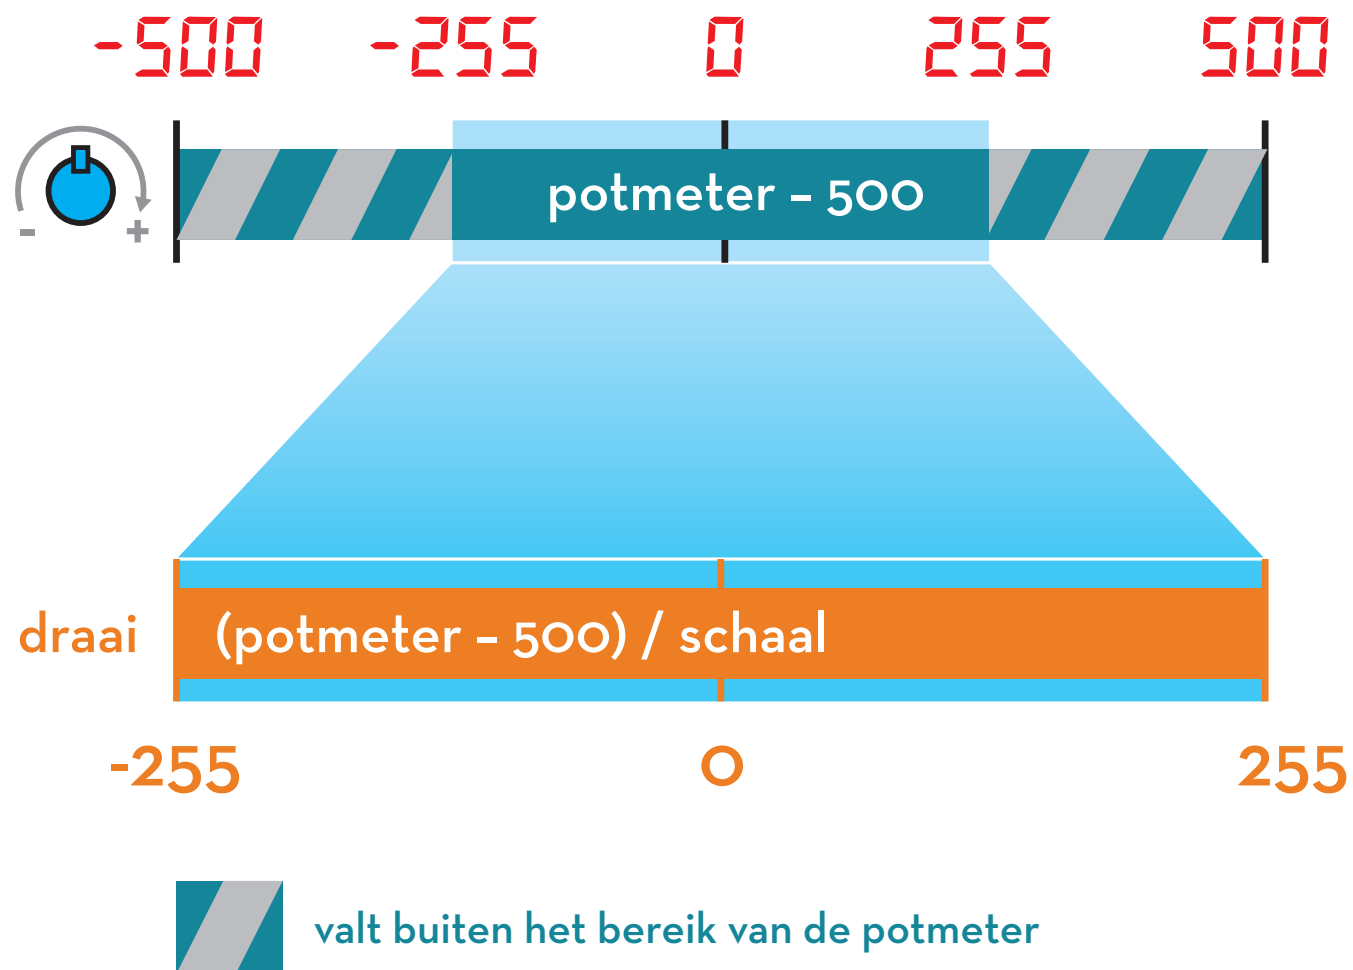 -500 -255 0 255 500
potmeter – 500
- +
draai (potmeter – 500) / schaal
-255 0 255
valt buiten het bereik van de potmeter